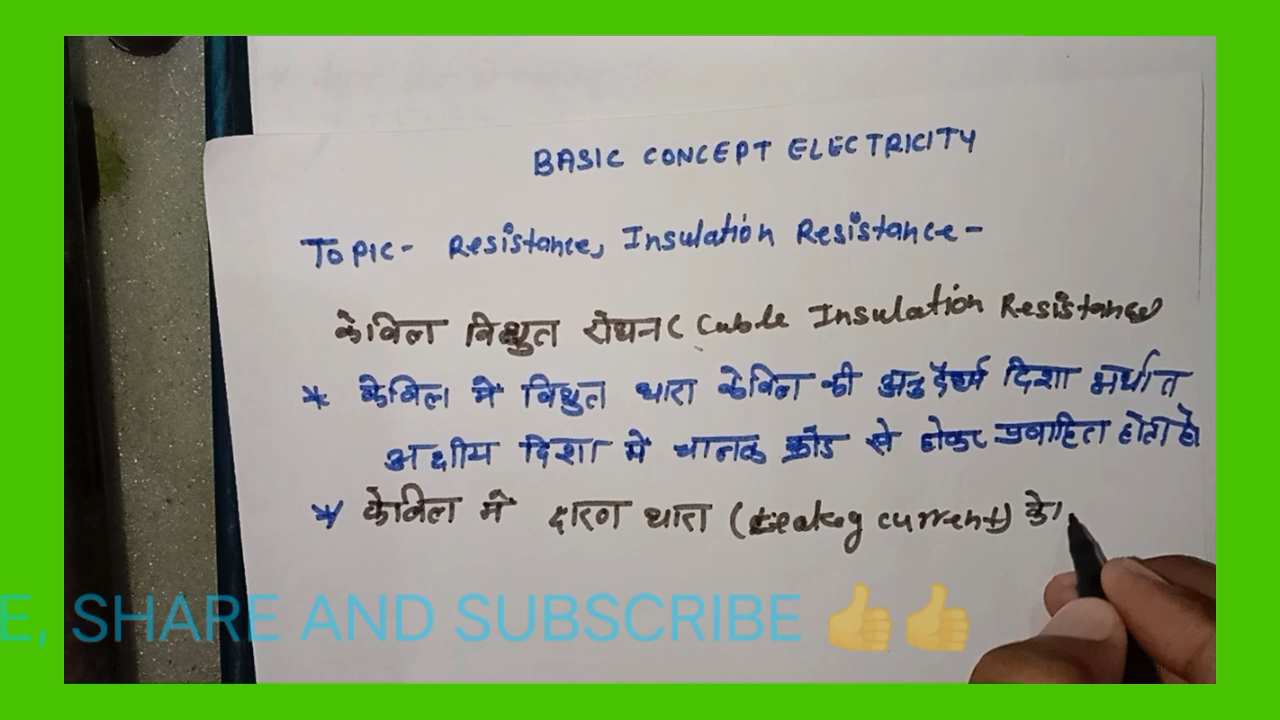 BASIC CONCEPT ELECTRICITY
Topic- Resistance, Insulation Resistance-
केबिल विधुत रोधन (Cable Insulation Resistance)
* केबिल में विधुत धारा केबिल की अनुदैर्ध्य दिशा अर्थात
अक्षीय दिशा में चालक क्रोड से होकर प्रवाहित होती है।
* केबिल में क्षरण धारा (Leakeg current) के
E, SHARE AND SUBSCRIBE 👍👍